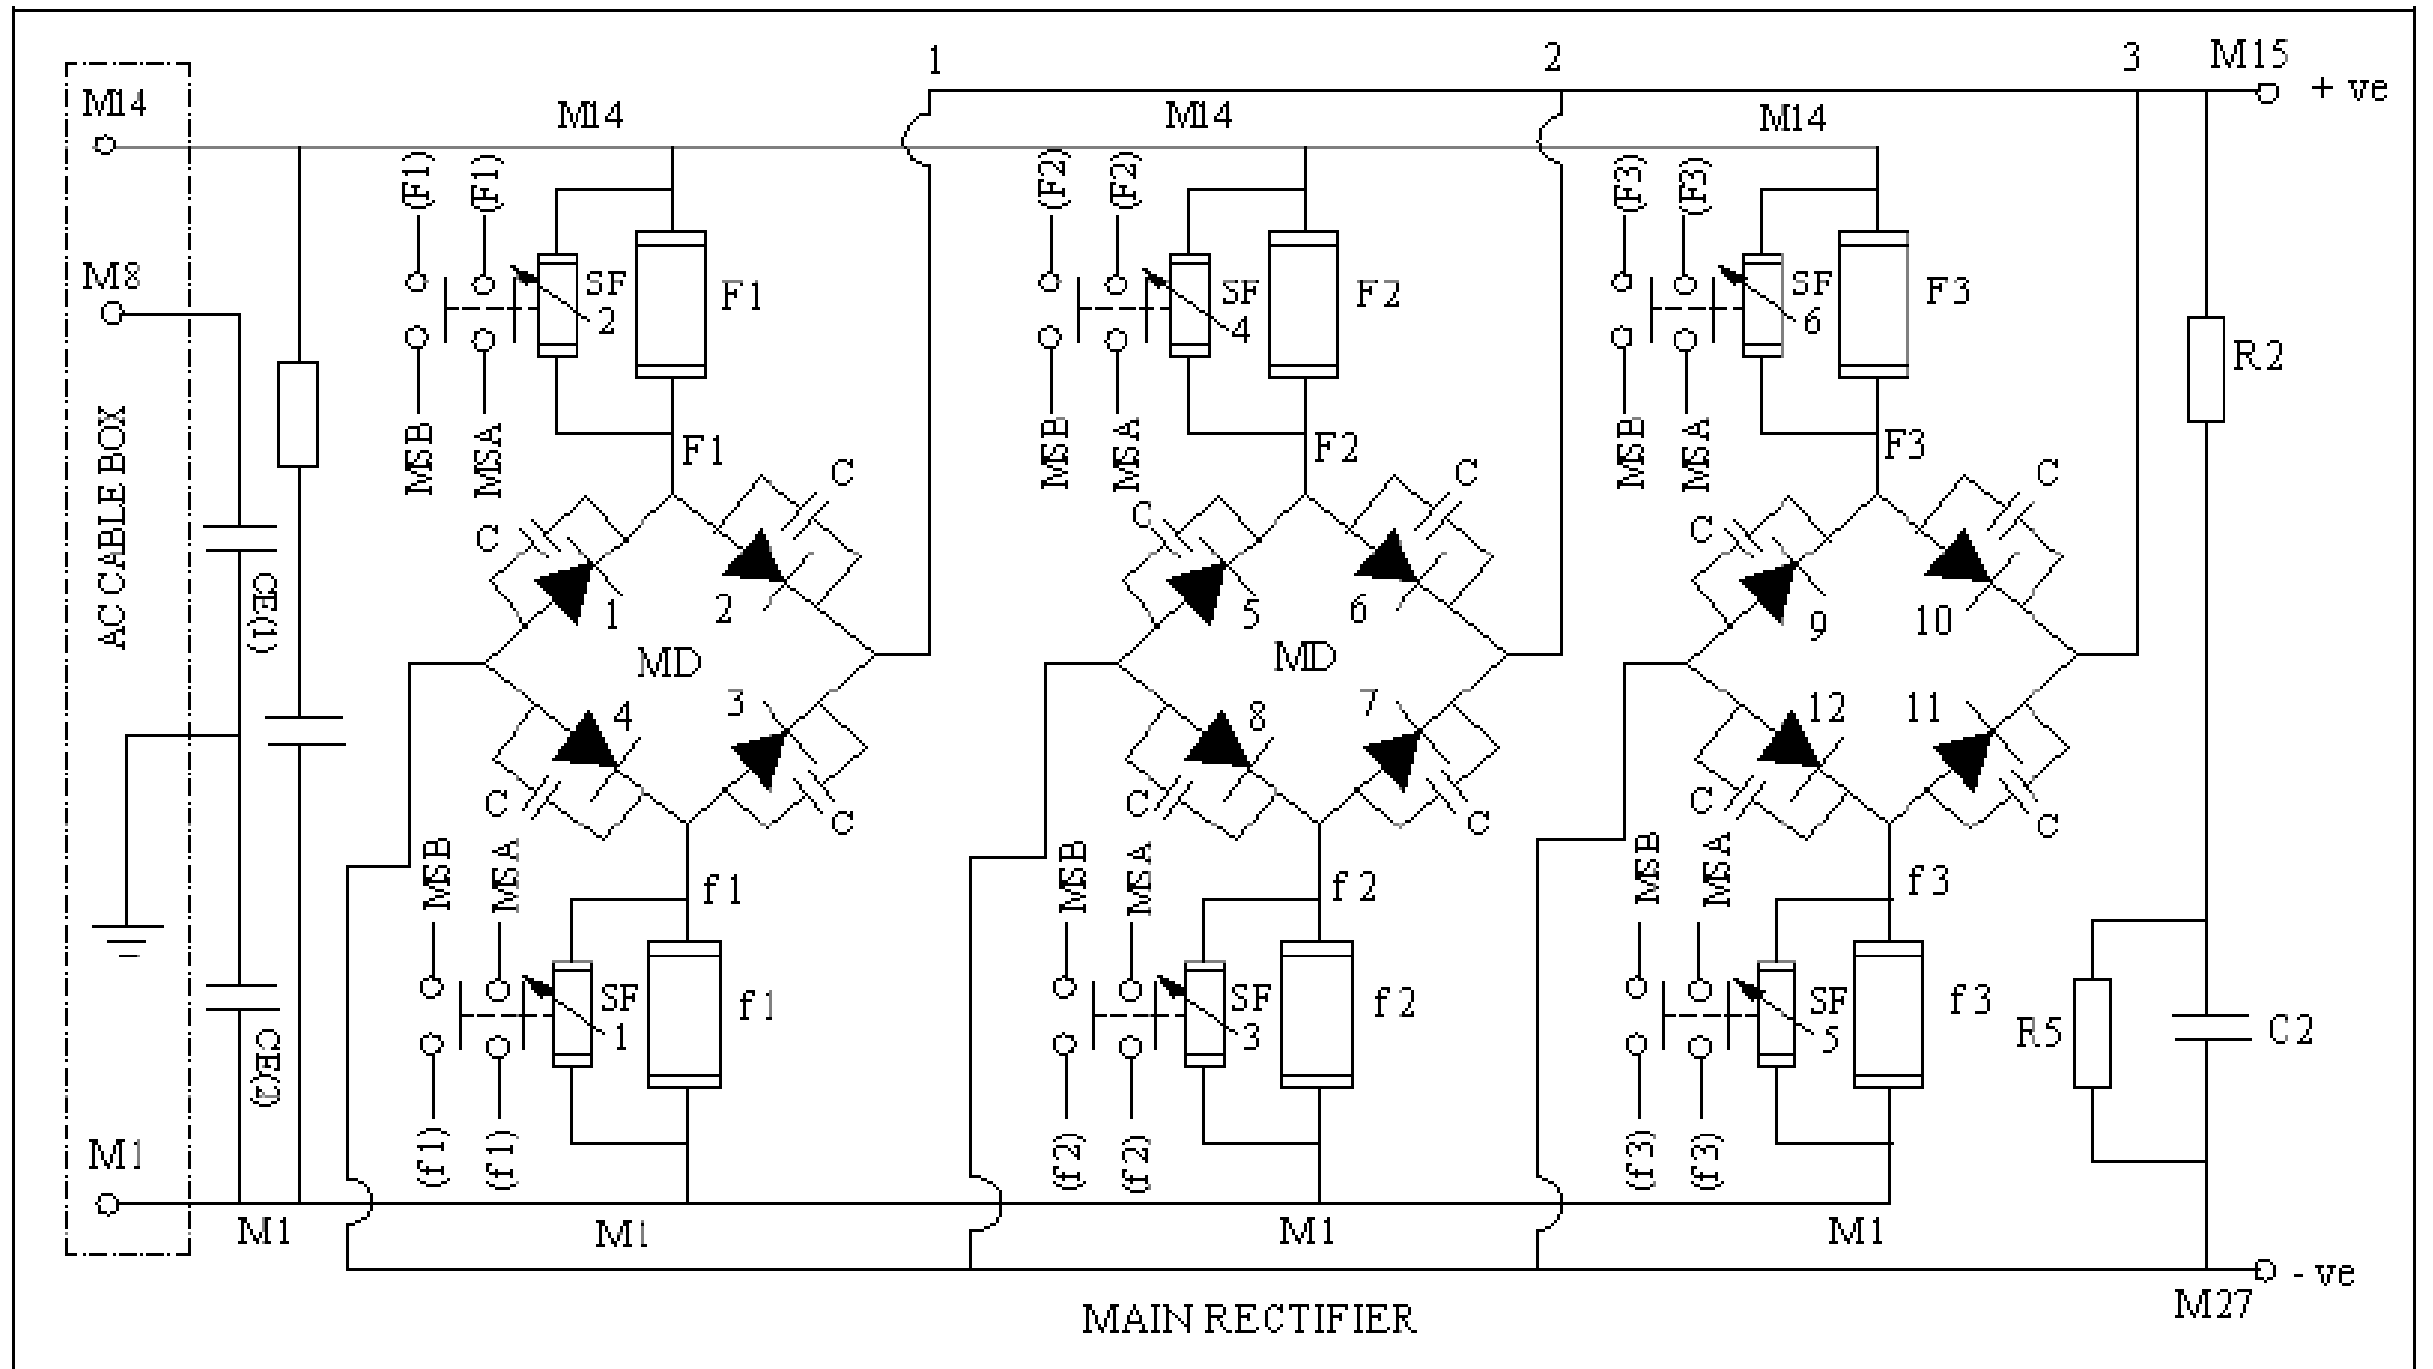 1
2
3
M15
+ ve
M14
M14
M14
M14
(F1)
(F1)
(F2)
(F2)
(F3)
(F3)
M8
SF
2
F1
SF
4
F2
SF
6
F3
R2
MSB
MSA
MSB
MSA
MSB
MSA
AC CABLE BOX
F1
F2
F3
C
C
C
C
C
C
CE(1)
1
2
5
6
9
10
MD
MD
4
3
8
7
12
11
C
C
C
C
C
C
MSB
MSA
MSB
MSA
MSB
MSA
f1
f2
f3
SF
1
f1
SF
3
f2
SF
5
f3
R5
C2
(f1)
(f1)
(f2)
(f2)
(f3)
(f3)
M1
M1
M1
M1
M1
- ve
M27
MAIN RECTIFIER